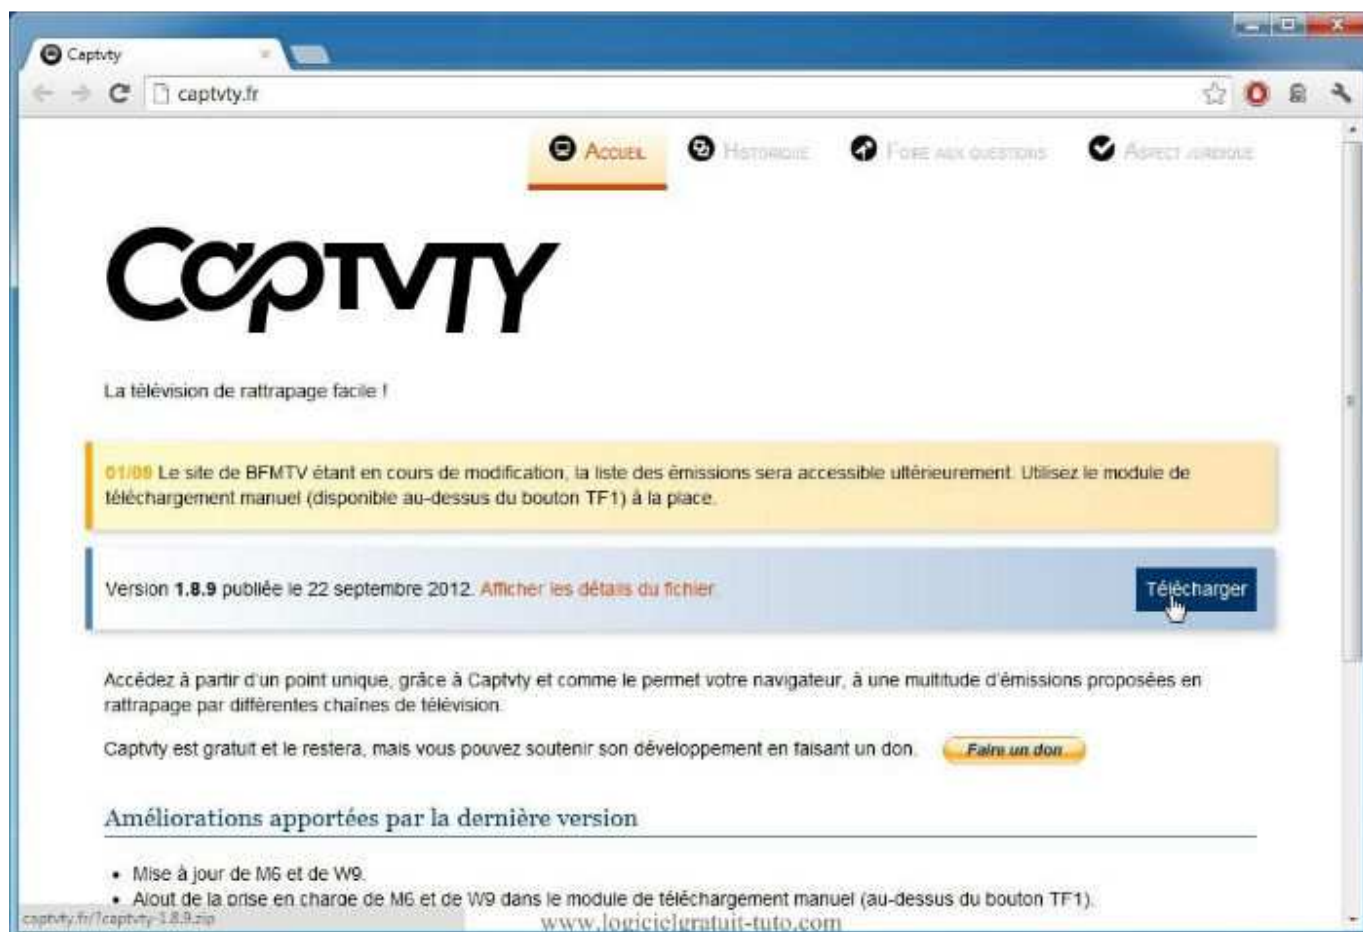 Captvty
captvty.fr
Accueil Historique Foire aux questions Aspect juridique
CAPTVTY
La télévision de rattrapage facile !
01/09 Le site de BFMTV étant en cours de modification, la liste des émissions sera accessible ultérieurement. Utilisez le module de
téléchargement manuel (disponible au-dessus du bouton TF1) à la place.
Version 1.8.9 publiée le 22 septembre 2012. Afficher les détails du fichier.
Télécharger
Accédez à partir d'un point unique, grâce à Captvty et comme le permet votre navigateur, à une multitude d'émissions proposées en
rattrapage par différentes chaînes de télévision.
Captvty est gratuit et le restera, mais vous pouvez soutenir son développement en faisant un don. Faire un don
Améliorations apportées par la dernière version
• Mise à jour de M6 et de W9.
• Ajout de la prise en charge de M6 et de W9 dans le module de téléchargement manuel (au-dessus du bouton TF1).
captvty.fr/?captvty-1.8.9.zip
www.logicielgratuit-tuto.com